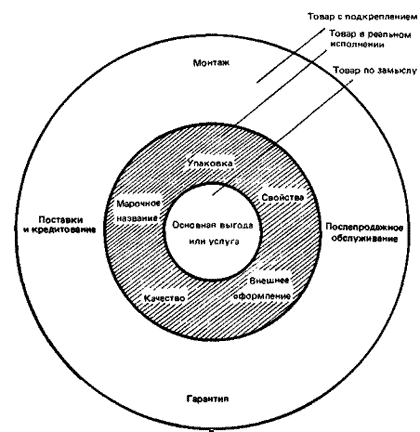 Товар с подкреплением
Товар в реальном
исполнении
Товар по замыслу
Монтаж
Упаковка
Марочное
название
Свойства
Поставки
и кредитование
Основная выгода
или услуга
Послепродажное
обслуживание
Качество
Внешнее
оформление
Гарантия